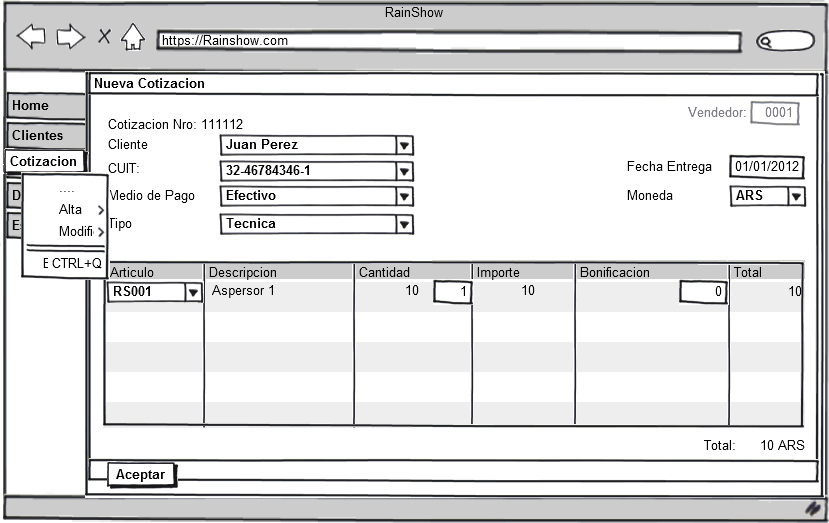 RainShow
https://Rainshow.com
Nueva Cotizacion
Home
Clientes
Cotizacion
....
Alta >
Modifi >
E CTRL+Q
D
E
Vendedor: 0001
Cotizacion Nro: 111112
Cliente Juan Perez
CUIT: 32-46784346-1
Fecha Entrega 01/01/2012
Medio de Pago Efectivo
Moneda ARS
Tipo Tecnica
Articulo Descripcion Cantidad Importe Bonificacion Total
RS001 Aspersor 1 10 1 10 0 10
Total: 10 ARS
Aceptar